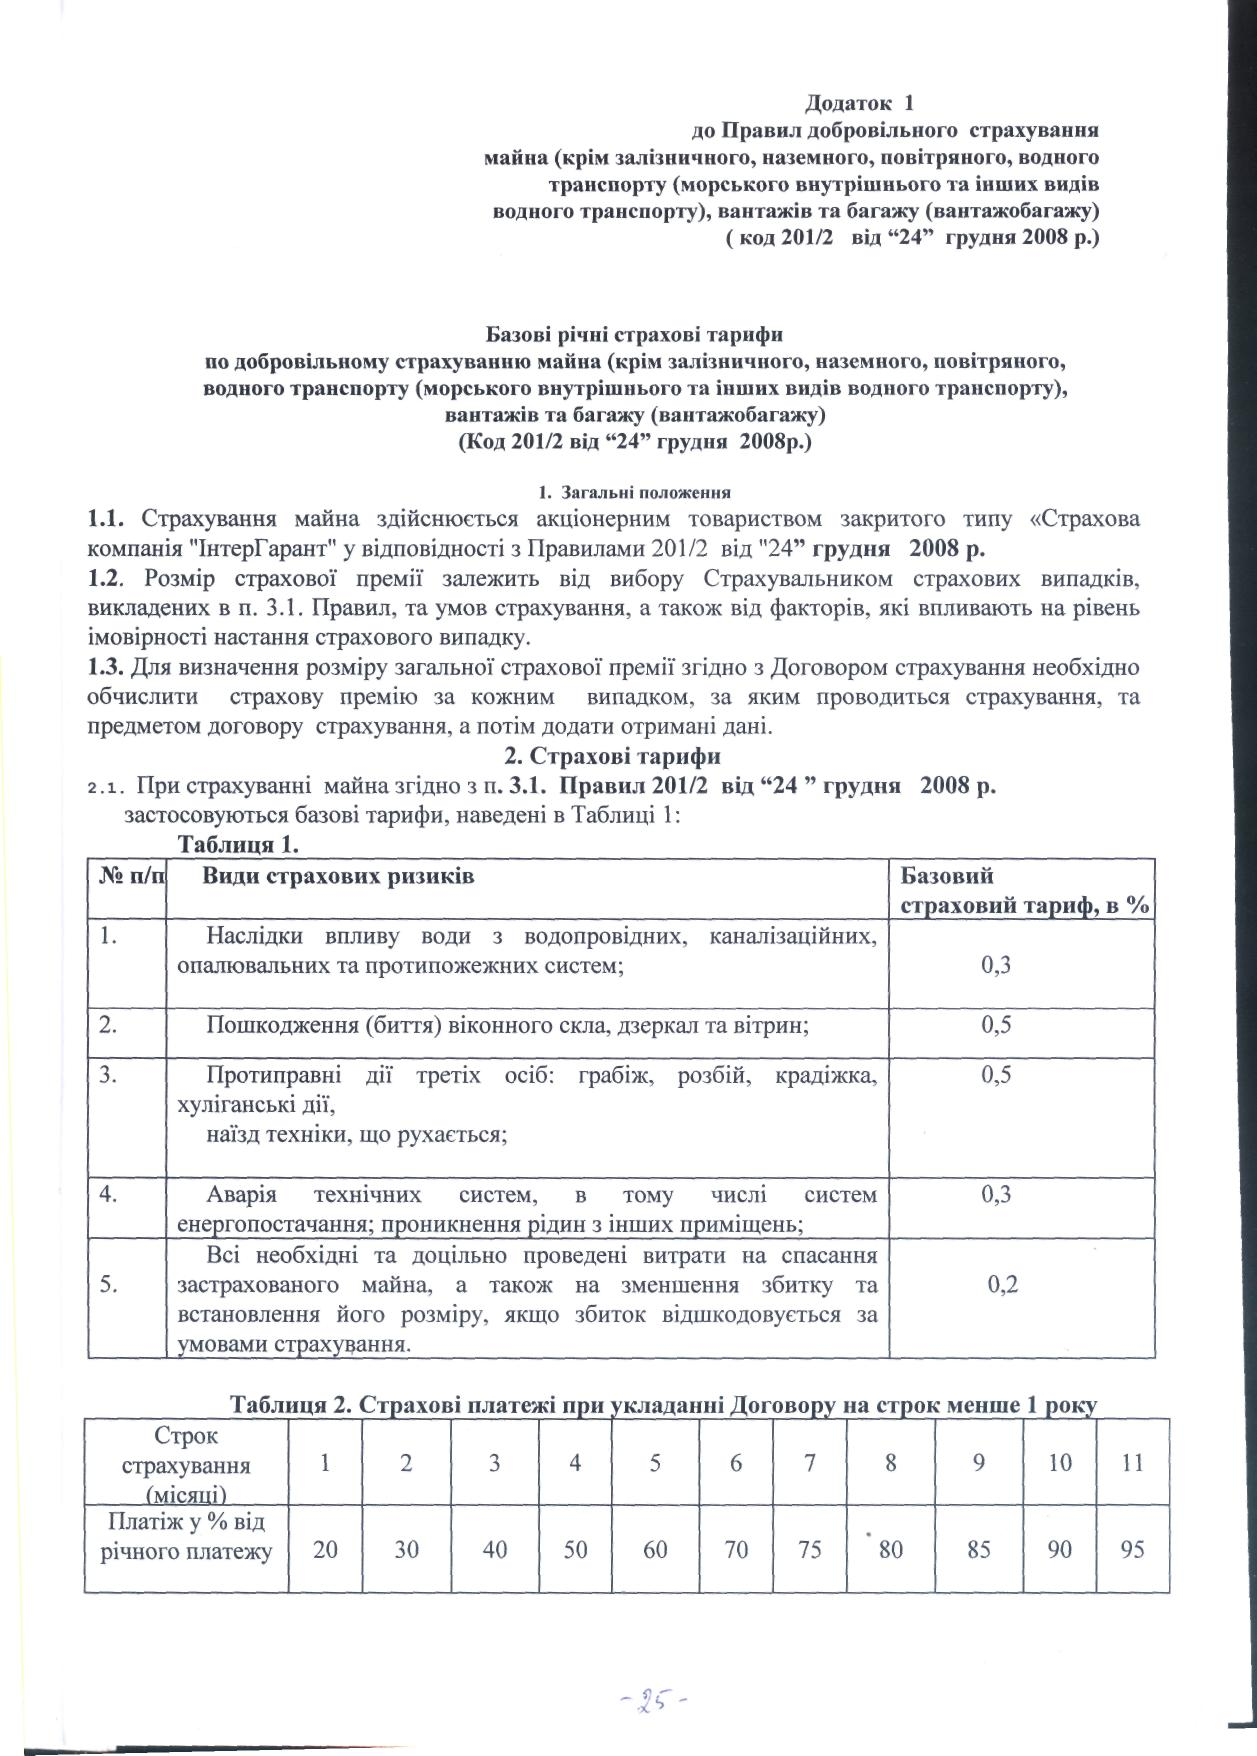 Додаток 1
до Правил добровільного страхування
майна (крім залізничного, наземного, повітряного, водного
транспорту (морського внутрішнього та інших видів
водного транспорту), вантажів та багажу (вантажобагажу)
( код 201/2 від “24” грудня 2008 р.)
Базові річні страхові тарифи
по добровільному страхуванню майна (крім залізничного, наземного, повітряного,
водного транспорту (морського внутрішнього та інших видів водного транспорту),
вантажів та багажу (вантажобагажу)
(Код 201/2 від “24” грудня 2008р.)
1. Загальні положення
1.1. Страхування майна здійснюється акціонерним товариством закритого типу «Страхова
компанія "ІнтерГарант" у відповідності з Правилами 201/2 від "24” грудня 2008 р.
1.2. Розмір страхової премії залежить від вибору Страхувальником страхових випадків,
викладених в п. 3.1. Правил, та умов страхування, а також від факторів, які впливають на рівень
імовірності настання страхового випадку.
1.3. Для визначення розміру загальної страхової премії згідно з Договором страхування необхідно
обчислити страхову премію за кожним випадком, за яким проводиться страхування, та
предметом договору страхування, а потім додати отримані дані.
2. Страхові тарифи
2.1. При страхуванні майна згідно з п. 3.1. Правил 201/2 від “24 ” грудня 2008 р.
застосовуються базові тарифи, наведені в Таблиці 1:
Таблиця 1.
№ п/п Види страхових ризиків Базовий
страховий тариф, в %
1. Наслідки впливу води з водопровідних, каналізаційних,
опалювальних та протипожежних систем; 0,3
2. Пошкодження (биття) віконного скла, дзеркал та вітрин; 0,5
3. Протиправні дії третіх осіб: грабіж, розбій, крадіжка, 0,5
хуліганські дії,
наїзд техніки, що рухається;
4. Аварія технічних систем, в тому числі систем 0,3
енергопостачання; проникнення рідин з інших приміщень;
Всі необхідні та доцільно проведені витрати на спасання
5. застрахованого майна, а також на зменшення збитку та 0,2
встановлення його розміру, якщо збиток відшкодовується за
умовами страхування.
Таблиця 2. Страхові платежі при укладанні Договору на строк менше 1 року
Строк
страхування 1 2 3 4 5 6 7 8 9 10 11
(місяці)
Платіж у % від
річного платежу 20 30 40 50 60 70 75 80 85 90 95
- 25 -